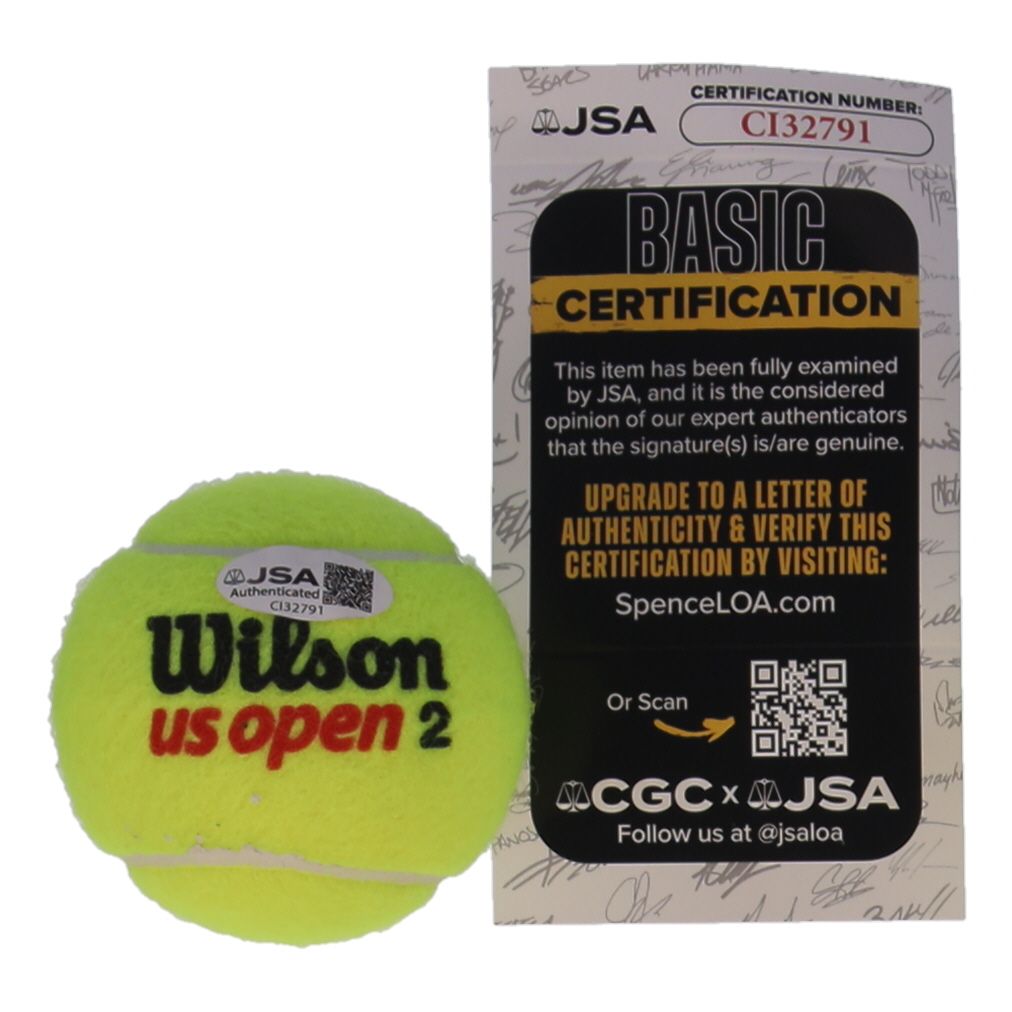 JSA
CERTIFICATION NUMBER:
CI32791
BASIC
CERTIFICATION
This item has been fully examined
by JSA, and it is the considered
opinion of our expert authenticators
that the signature(s) is/are genuine.
UPGRADE TO A LETTER OF
AUTHENTICITY & VERIFY THIS
CERTIFICATION BY VISITING:
SpenceLOA.com
Or Scan
CGC x JSA
Follow us at @jsaloa
JSA
Authenticated
CI32791
Wilson
us open 2